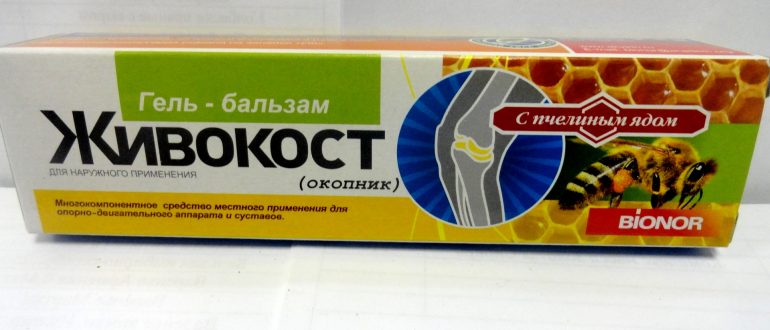 Гель - бальзам
Живокост
ДЛЯ НАРУЖНОГО ПРИМЕНЕНИЯ
(окопник)
Многокомпонентное средство местного применения для
опорно-двигательного аппарата и суставов.
С пчелиным ядом
BiONOR